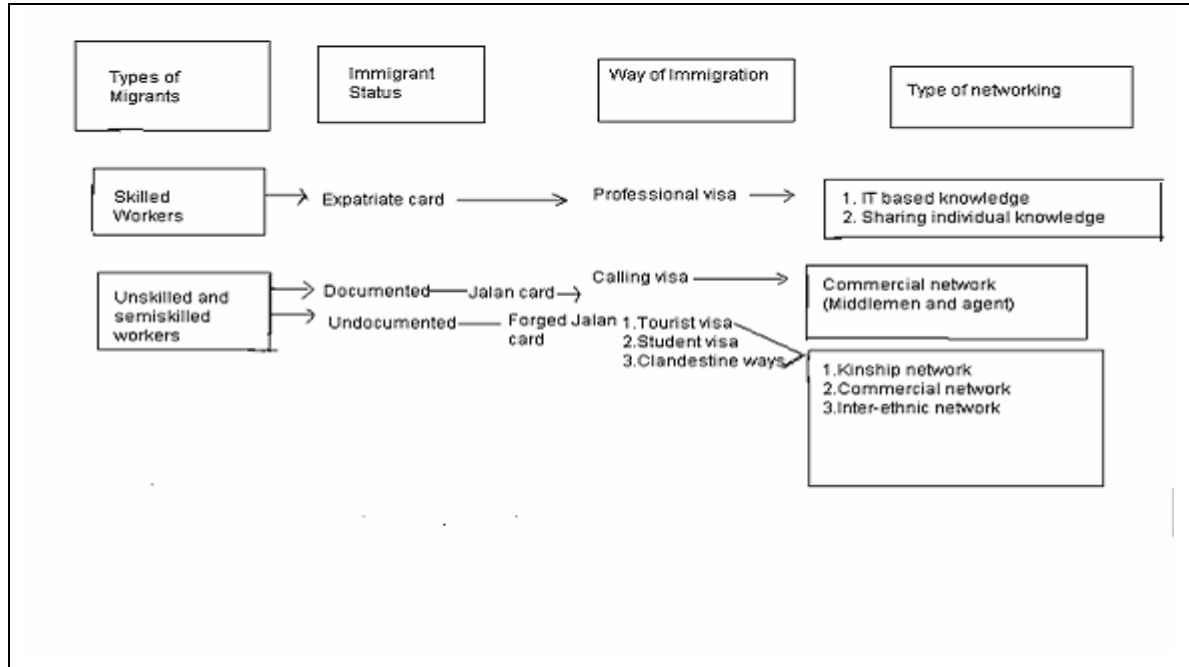 Types of
Migrants
Immigrant
Status
Way of Immigration
Type of networking
Skilled
Workers
Expatriate card
Professional visa
1. IT based knowledge
2. Sharing individual knowledge
Unskilled and
semiskilled
workers
Documented
Jalan card
Calling visa
Commercial network
(Middlemen and agent)
Undocumented
Forged Jalan
card
1.Tourist visa
2.Student visa
3.Clandestine ways
1.Kinship network
2.Commercial network
3.Inter-ethnic network